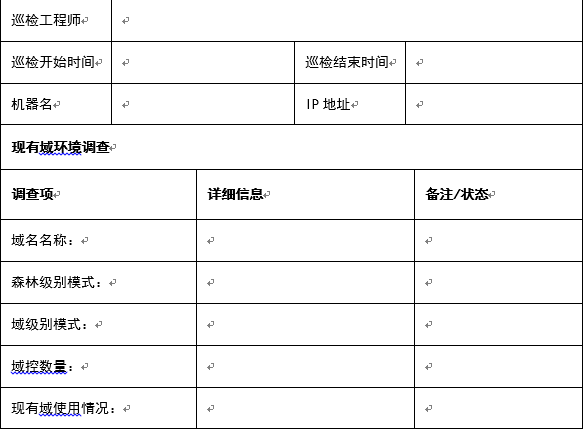 巡检工程师
巡检开始时间 巡检结束时间
机器名 IP 地址
现有域环境调查
调查项 详细信息 备注/状态
域名名称：
森林级别模式：
域级别模式：
域控数量：
现有域使用情况：